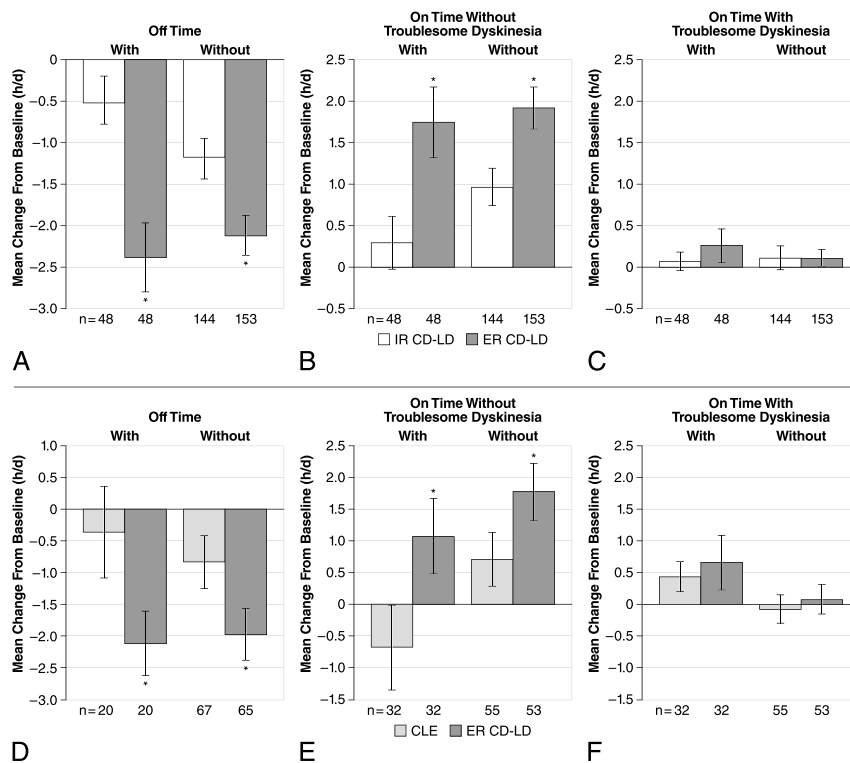 Off Time
With Without
Mean Change From Baseline (h/d)
0
−0.5
−1.0
−1.5
−2.0
−2.5
−3.0
*
*
n=48 48 144 153
A
On Time Without
Troublesome Dyskinesia
With Without
Mean Change From Baseline (h/d)
2.5
2.0
1.5
1.0
0.5
0
−0.5
* *
n=48 48 144 153
B
IR CD-LD ER CD-LD
On Time With
Troublesome Dyskinesia
With Without
Mean Change From Baseline (h/d)
2.5
2.0
1.5
1.0
0.5
0
−0.5
n=48 48 144 153
C
Off Time
With Without
Mean Change From Baseline (h/d)
1.0
0.5
0
−0.5
−1.0
−1.5
−2.0
−2.5
−3.0
*
*
n=20 20 67 65
D
On Time Without
Troublesome Dyskinesia
With Without
Mean Change From Baseline (h/d)
2.5
2.0
1.5
1.0
0.5
0
−0.5
−1.0
−1.5
*
*
n=32 32 55 53
E
CLE ER CD-LD
On Time With
Troublesome Dyskinesia
With Without
Mean Change From Baseline (h/d)
2.5
2.0
1.5
1.0
0.5
0
−0.5
−1.0
−1.5
n=32 32 55 53
F